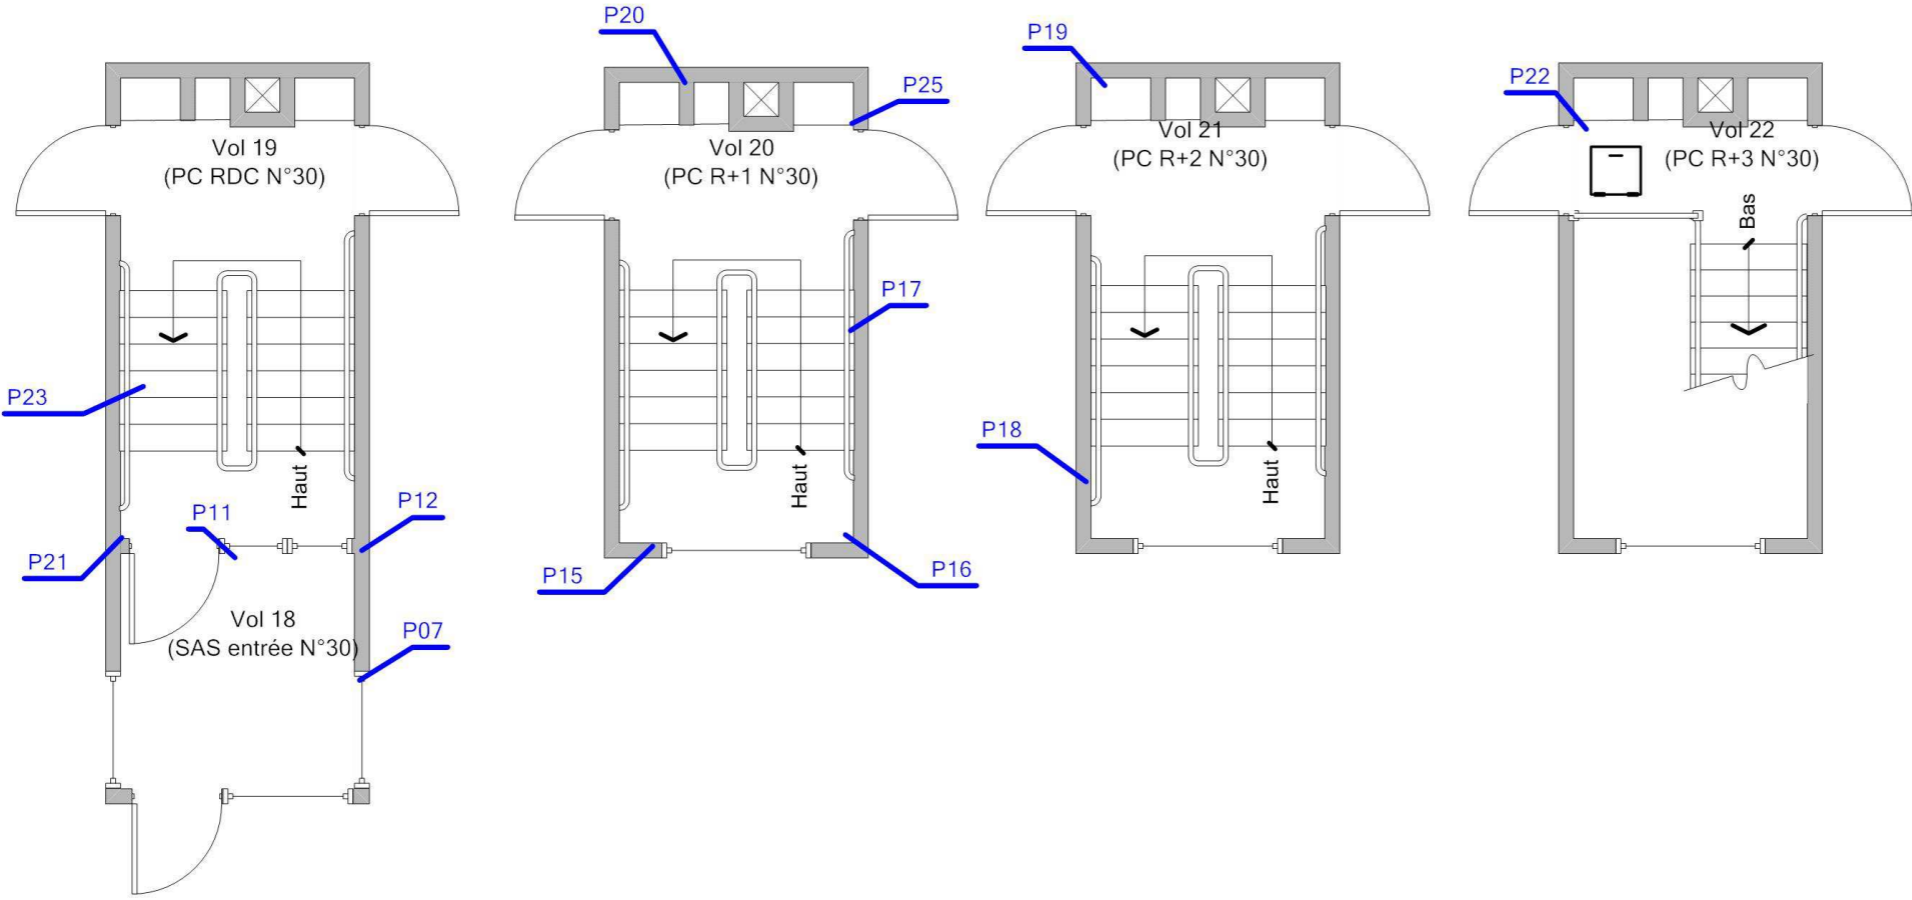 P20
P19
P22
P25
Vol 19
(PC RDC N°30)
Vol 20
(PC R+1 N°30)
Vol 21
(PC R+2 N°30)
Vol 22
(PC R+3 N°30)
Bas
P17
P23
P18
Haut
Haut
Haut
P11
P12
P21
P15
P16
Vol 18
(SAS entrée N°30)
P07